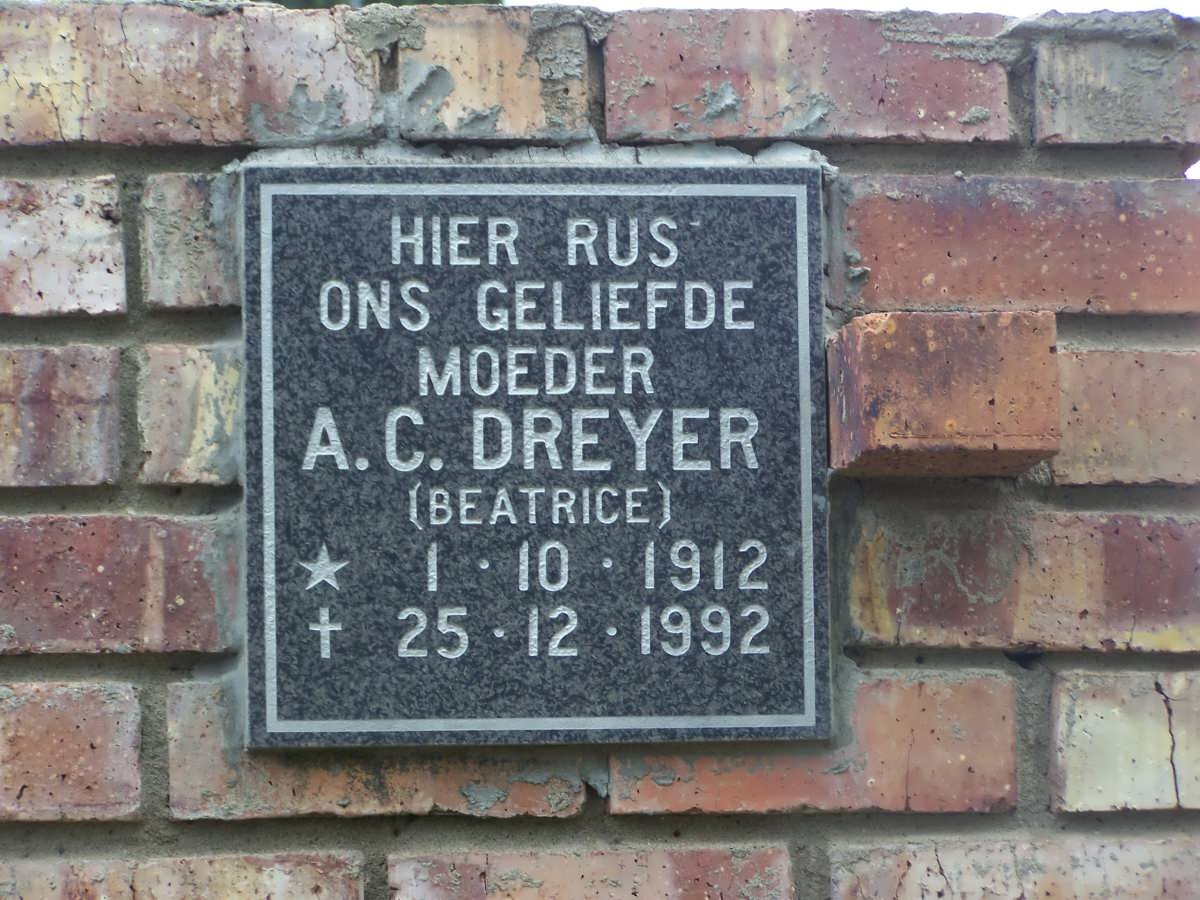 HIER RUS
ONS GELIEFDE
MOEDER
A. C. DREYER
(BEATRICE)
★ 1 · 10 · 1912
✝ 25 · 12 · 1992